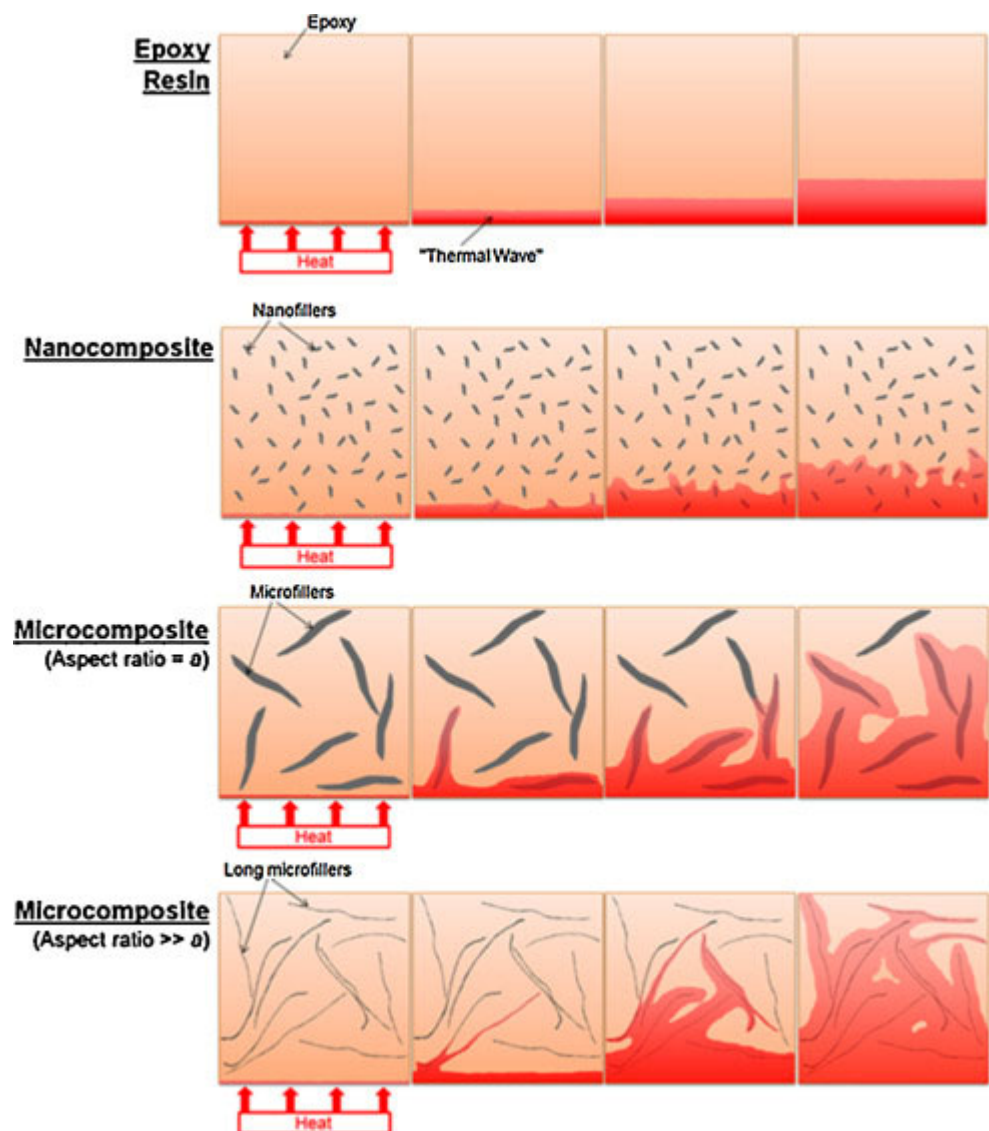 Epoxy
Epoxy
Resin
Heat
"Thermal Wave"
Nanofillers
Nanocomposite
Heat
Microfillers
Microcomposite
(Aspect ratio = a)
Heat
Long microfillers
Microcomposite
(Aspect ratio >> a)
Heat